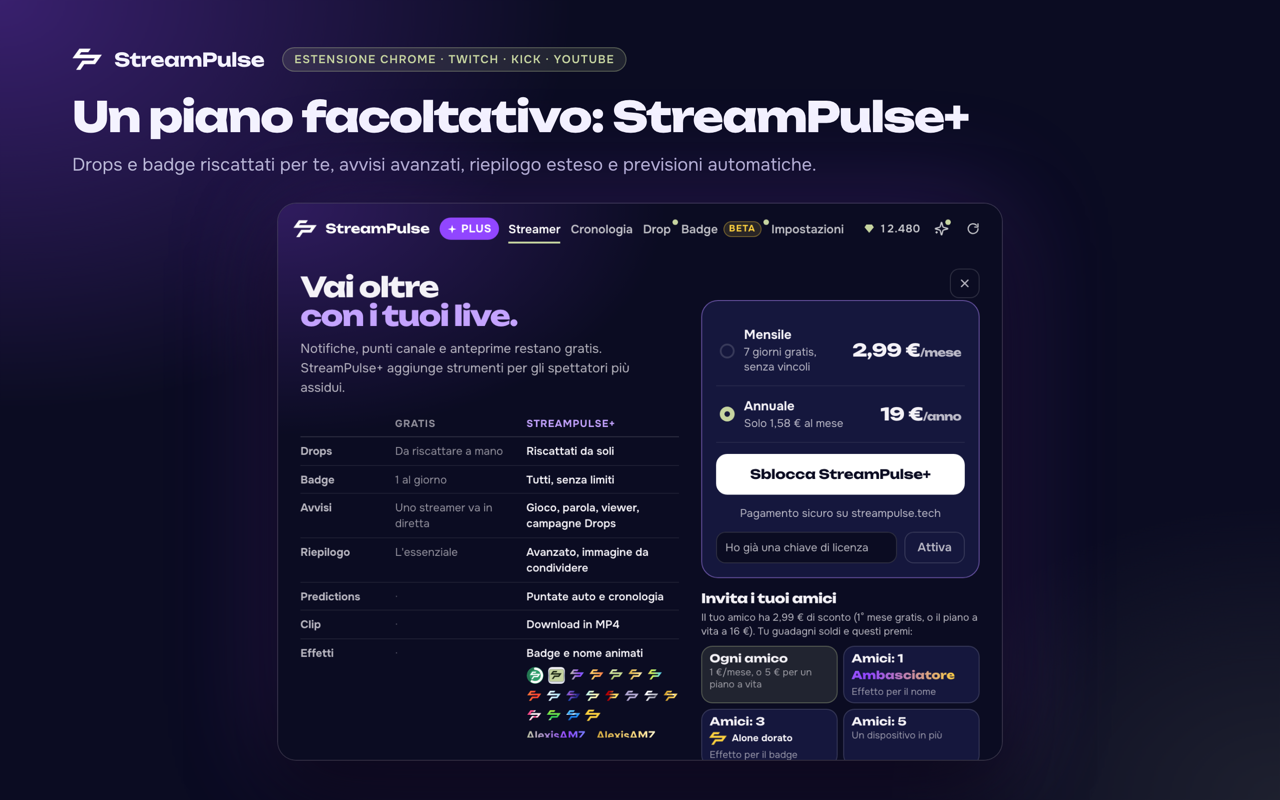 StreamPulse
ESTENSIONE CHROME · TWITCH · KICK · YOUTUBE
Un piano facoltativo: StreamPulse+
Drops e badge riscattati per te, avvisi avanzati, riepilogo esteso e previsioni automatiche.
StreamPulse
+ PLUS
Streamer
Cronologia
Drop
Badge
BETA
Impostazioni
12.480
Vai oltre
con i tuoi live.
Notifiche, punti canale e anteprime restano gratis.
StreamPulse+ aggiunge strumenti per gli spettatori più
assidui.
GRATIS STREAMPULSE+
Drops Da riscattare a mano Riscattati da soli
Badge 1 al giorno Tutti, senza limiti
Avvisi Uno streamer va in diretta Gioco, parola, viewer, campagne Drops
Riepilogo L'essenziale Avanzato, immagine da condividere
Predictions · Puntate auto e cronologia
Clip · Download in MP4
Effetti · Badge e nome animati
AlexisAMZ AlexisAMZ
Mensile
7 giorni gratis,
senza vincoli
2,99 €/mese
Annuale
Solo 1,58 € al mese
19 €/anno
Sblocca StreamPulse+
Pagamento sicuro su streampulse.tech
Ho già una chiave di licenza
Attiva
Invita i tuoi amici
Il tuo amico ha 2,99 € di sconto (1° mese gratis, o il piano a
vita a 16 €). Tu guadagni soldi e questi premi:
Ogni amico
1 €/mese, o 5 € per un
piano a vita
Amici: 1
Ambasciatore
Effetto per il nome
Amici: 3
Alone dorato
Effetto per il badge
Amici: 5
Un dispositivo in più